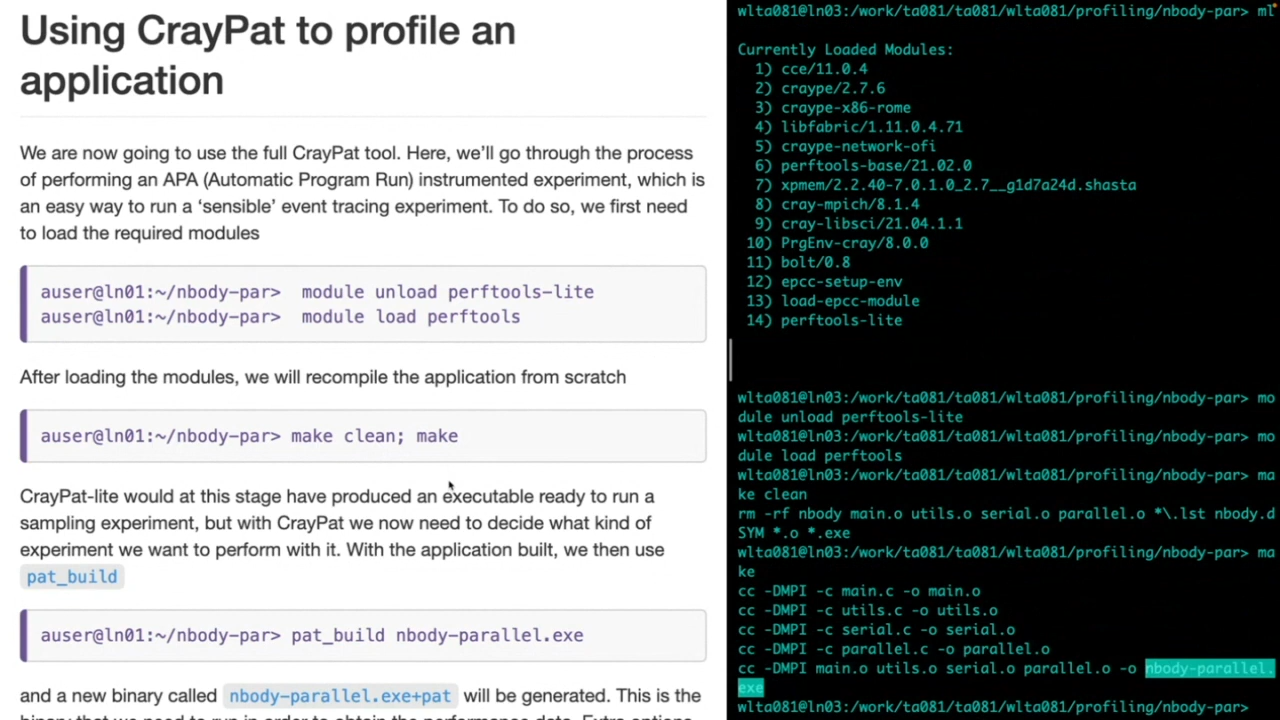 Using CrayPat to profile an
application
We are now going to use the full CrayPat tool. Here, we'll go through the process
of performing an APA (Automatic Program Run) instrumented experiment, which is
an easy way to run a ‘sensible’ event tracing experiment. To do so, we first need
to load the required modules
auser@ln01:~/nbody-par>  module unload perftools-lite
auser@ln01:~/nbody-par>  module load perftools
After loading the modules, we will recompile the application from scratch
auser@ln01:~/nbody-par> make clean; make
CrayPat-lite would at this stage have produced an executable ready to run a
sampling experiment, but with CrayPat we now need to decide what kind of
experiment we want to perform with it. With the application built, we then use
pat_build
auser@ln01:~/nbody-par> pat_build nbody-parallel.exe
and a new binary called nbody-parallel.exe+pat will be generated. This is the
binary that we need to run in order to obtain the performance data. Extra options
wlta081@ln03:/work/ta081/ta081/wlta081/profiling/nbody-par> ml
Currently Loaded Modules:
1) cce/11.0.4
2) craype/2.7.6
3) craype-x86-rome
4) libfabric/1.11.0.4.71
5) craype-network-ofi
6) perftools-base/21.02.0
7) xpmem/2.2.40-7.0.1.0_2.7__g1d7a24d.shasta
8) cray-mpich/8.1.4
9) cray-libsci/21.04.1.1
10) PrgEnv-cray/8.0.0
11) bolt/0.8
12) epcc-setup-env
13) load-epcc-module
14) perftools-lite
wlta081@ln03:/work/ta081/ta081/wlta081/profiling/nbody-par> mo
dule unload perftools-lite
wlta081@ln03:/work/ta081/ta081/wlta081/profiling/nbody-par> mo
dule load perftools
wlta081@ln03:/work/ta081/ta081/wlta081/profiling/nbody-par> ma
ke clean
rm -rf nbody main.o utils.o serial.o parallel.o *\.lst nbody.d
SYM *.o *.exe
wlta081@ln03:/work/ta081/ta081/wlta081/profiling/nbody-par> ma
ke
cc -DMPI -c main.c -o main.o
cc -DMPI -c utils.c -o utils.o
cc -DMPI -c serial.c -o serial.o
cc -DMPI -c parallel.c -o parallel.o
cc -DMPI main.o utils.o serial.o parallel.o -o nbody-parallel.
exe
wlta081@ln03:/work/ta081/ta081/wlta081/profiling/nbody-par>